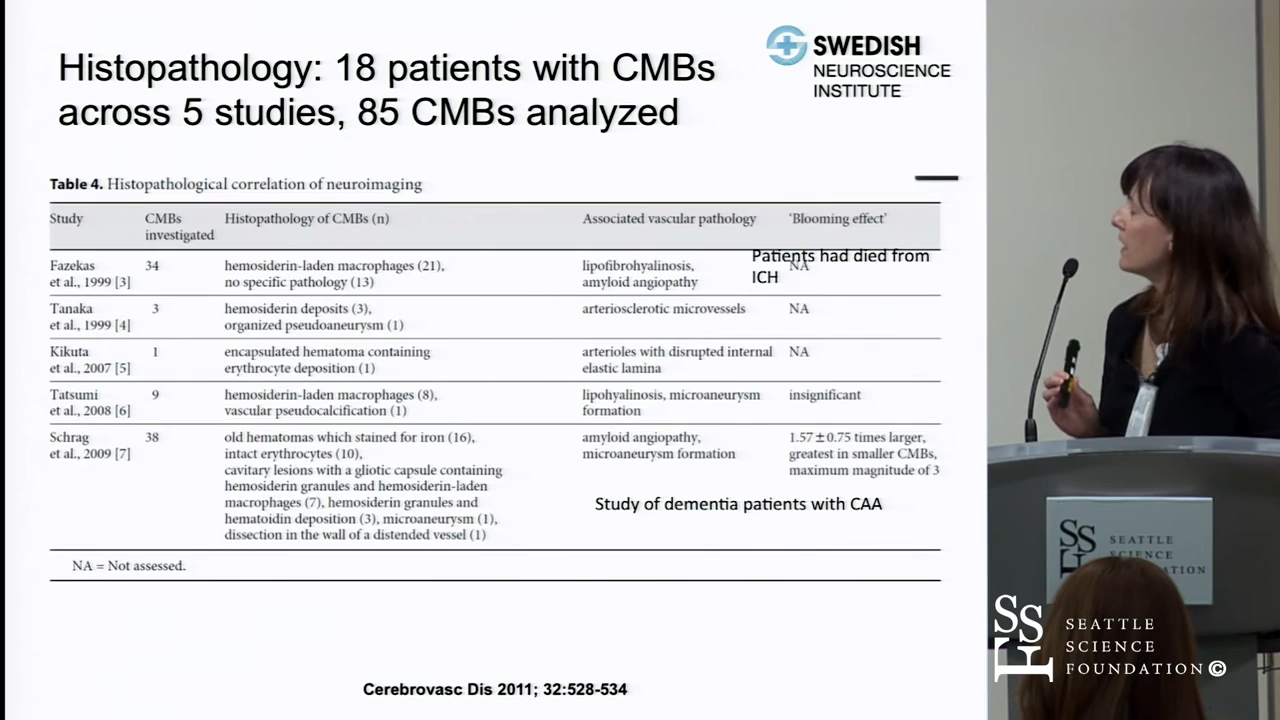 Histopathology: 18 patients with CMBs
across 5 studies, 85 CMBs analyzed
SWEDISH
NEUROSCIENCE
INSTITUTE
Table 4. Histopathological correlation of neuroimaging
Study CMBs investigated Histopathology of CMBs (n) Associated vascular pathology ‘Blooming effect’
Fazekas 34 hemosiderin-laden macrophages (21), lipofibrohyalinosis, NA
et al., 1999 [3] no specific pathology (13) amyloid angiopathy
Patients had died from
ICH
Tanaka 3 hemosiderin deposits (3), arteriosclerotic microvessels NA
et al., 1999 [4] organized pseudoaneurysm (1)
Kikuta 1 encapsulated hematoma containing arterioles with disrupted internal NA
et al., 2007 [5] erythrocyte deposition (1) elastic lamina
Tatsumi 9 hemosiderin-laden macrophages (8), lipohyalinosis, microaneurysm insignificant
et al., 2008 [6] vascular pseudocalcification (1) formation
Schrag 38 old hematomas which stained for iron (16), amyloid angiopathy, 1.57 ± 0.75 times larger,
et al., 2009 [7] intact erythrocytes (10), microaneurysm formation greatest in smaller CMBs,
cavitary lesions with a gliotic capsule containing maximum magnitude of 3
hemosiderin granules and hemosiderin-laden
macrophages (7), hemosiderin granules and
hematoidin deposition (3), microaneurysm (1),
dissection in the wall of a distended vessel (1)
Study of dementia patients with CAA
NA = Not assessed.
Cerebrovasc Dis 2011; 32:528-534
SSF
SEATTLE
SCIENCE
SSF
SEATTLE
SCIENCE
FOUNDATION©